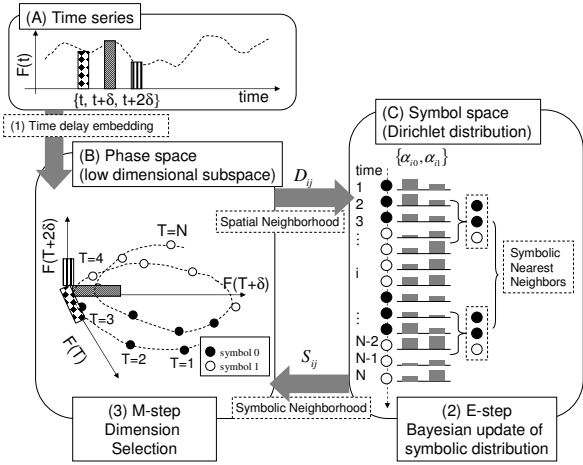 (A) Time series
F(t)
{t, t+δ, t+2δ}
time
(1) Time delay embedding
(B) Phase space
(low dimensional subspace)
F(T+2δ)
T=N
T=4
F(T+δ)
T=3
F(T)
T=2
T=1
symbol 0
symbol 1
(3) M-step
Dimension
Selection
D_ij
Spatial Neighborhood
S_ij
Symbolic Neighborhood
(C) Symbol space
(Dirichlet distribution)
{α_i0, α_i1}
time
1
2
3
:
i
:
N-2
N-1
N
Symbolic
Nearest
Neighbors
(2) E-step
Bayesian update of
symbolic distribution